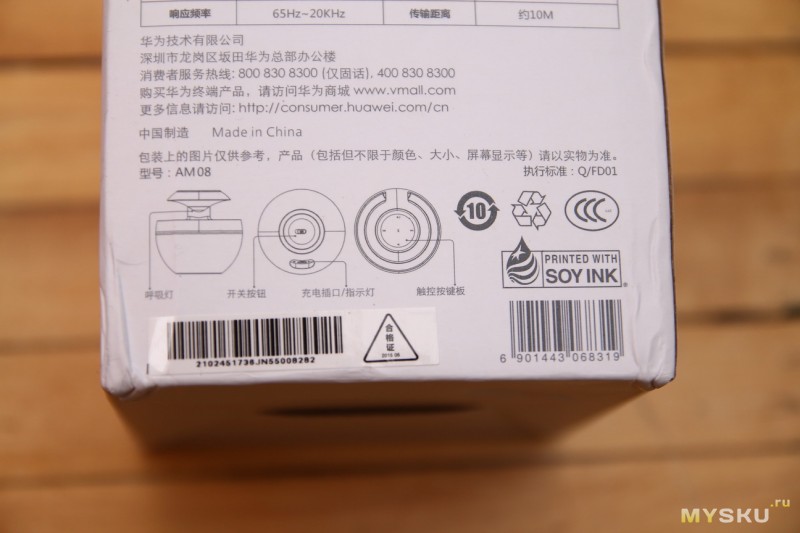 响应频率 65Hz~20KHz 传输距离 约10M
华为技术有限公司
深圳市龙岗区坂田华为总部办公楼
消费者服务热线: 800 830 8300 (仅固话), 400 830 8300
购买华为终端产品，请访问华为商城 www.vmall.com
更多信息请访问: http://consumer.huawei.com/cn
中国制造 Made in China
包装上的图片仅供参考，产品（包括但不限于颜色、大小、屏幕显示等）请以实物为准。
型号: AM08 执行标准: Q/FD01
10
CCC
PRINTED WITH
SOY INK
呼吸灯 开关按钮 充电插口/指示灯 触控按键板
合格证
2102451736JN55008282
6 901443 068319
MYSKU.ru